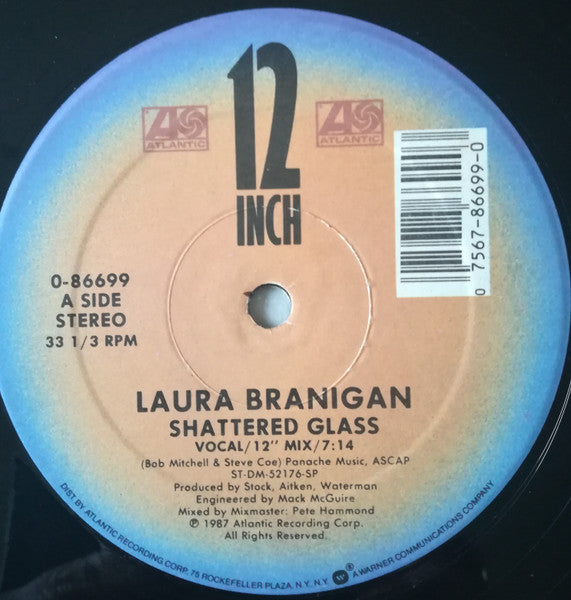 12
INCH
ATLANTIC
ATLANTIC
0 7567-86699-0
0-86699
A SIDE
STEREO
33 1/3 RPM
LAURA BRANIGAN
SHATTERED GLASS
VOCAL/12" MIX/7:14
(Bob Mitchell & Steve Coe) Panache Music, ASCAP
ST-DM-52176-SP
Produced by Stock, Aitken, Waterman
Engineered by Mack McGuire
Mixed by Mixmaster: Pete Hammond
℗ 1987 Atlantic Recording Corp.
DIST. BY ATLANTIC RECORDING CORP. 75 ROCKEFELLER PLAZA, N.Y. N.Y. A WARNER COMMUNICATIONS COMPANY